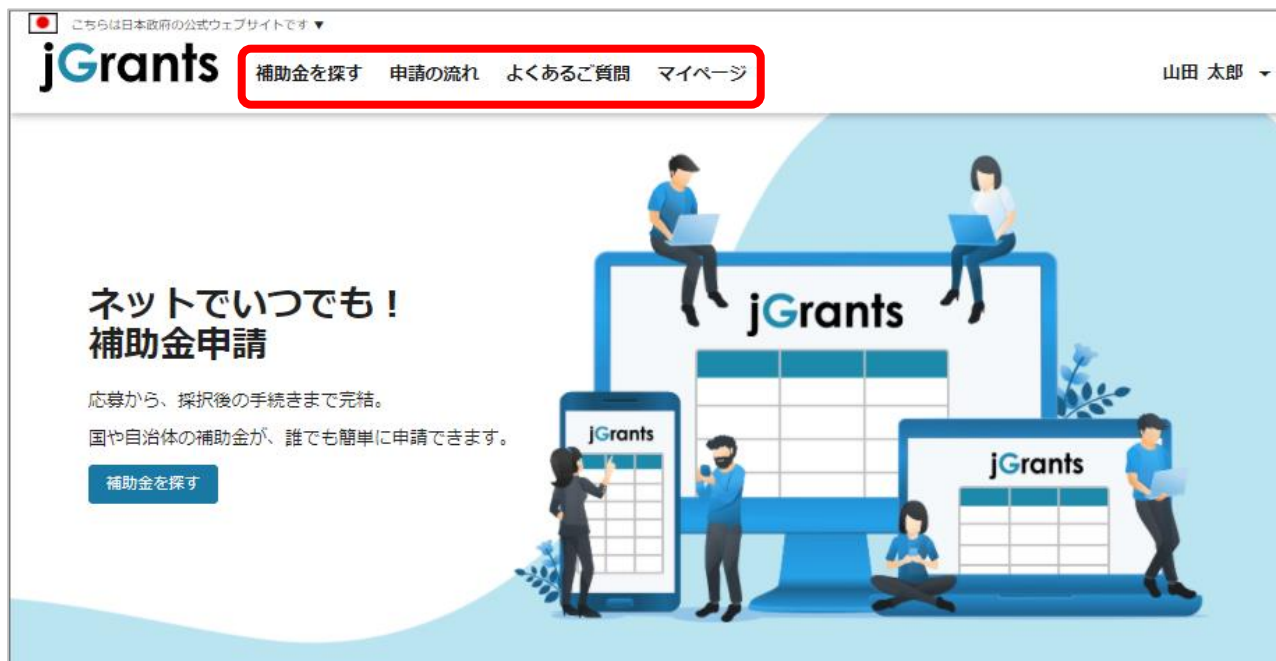 こちらは日本政府の公式ウェブサイトです ▼
jGrants 補助金を探す 申請の流れ よくあるご質問 マイページ 山田 太郎
ネットでいつでも！
補助金申請
応募から、採択後の手続きまで完結。
国や自治体の補助金が、誰でも簡単に申請できます。
補助金を探す
jGrants
jGrants
jGrants